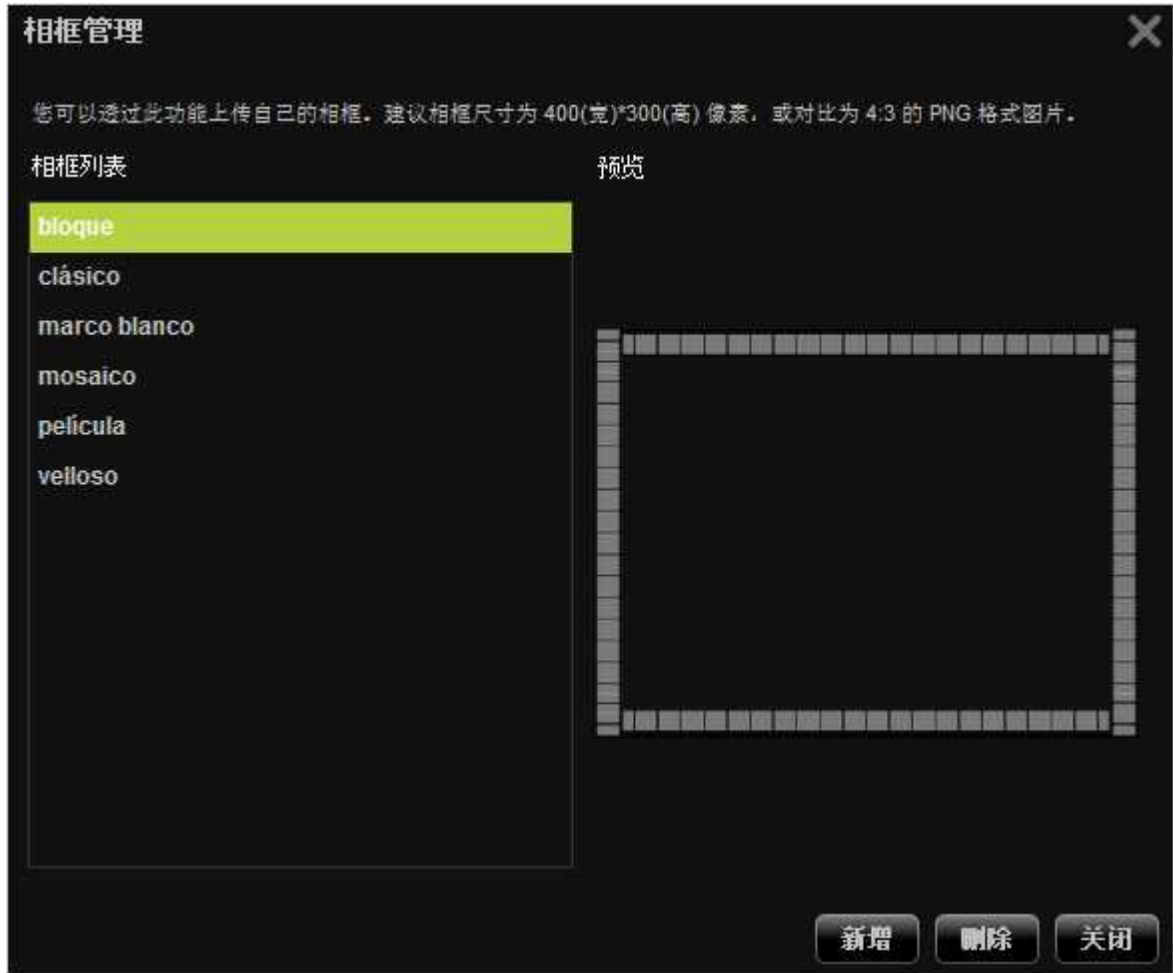 相框管理
您可以透过此功能上传自己的相框。建议相框尺寸为 400(宽)*300(高) 像素，或对比为 4:3 的 PNG 格式图片。
相框列表
预览
bloque
clásico
marco blanco
mosaico
película
velloso
新增
删除
关闭